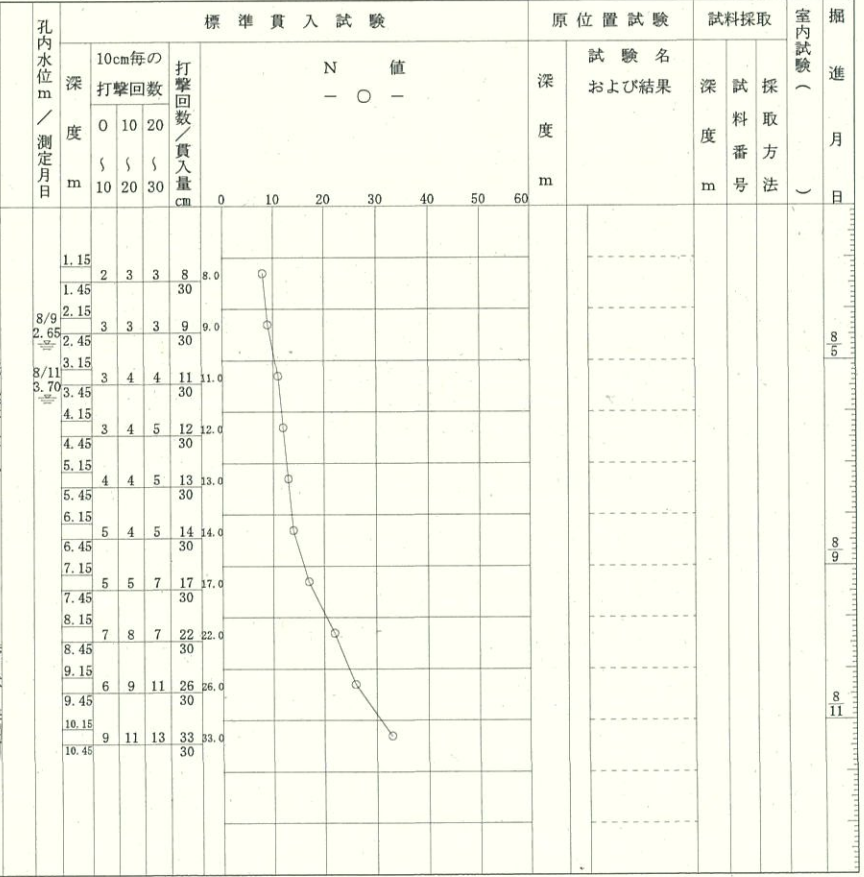 孔内水位m／測定月日
標準貫入試験
深度m
10cm毎の打撃回数
0〜10
10〜20
20〜30
打撃回数／貫入量cm
N値
－○－
0 10 20 30 40 50 60
原位置試験
深度m
試験名
および結果
試料採取
深度m
試料番号
採取方法
室内試験（ ）
掘進月日
1.15
2 3 3 8 8.0
1.45 30
2.15
8/9
2.65
3 3 3 9 9.0
2.45 30
3.15
8/11
3.70
3 4 4 11 11.0
3.45 30
4.15
3 4 5 12 12.0
4.45 30
5.15
4 4 5 13 13.0
5.45 30
6.15
5 4 5 14 14.0
6.45 30
7.15
5 5 7 17 17.0
7.45 30
8.15
7 8 7 22 22.0
8.45 30
9.15
6 9 11 26 26.0
9.45 30
10.15
9 11 13 33 33.0
10.45 30
8/5
8/9
8/11